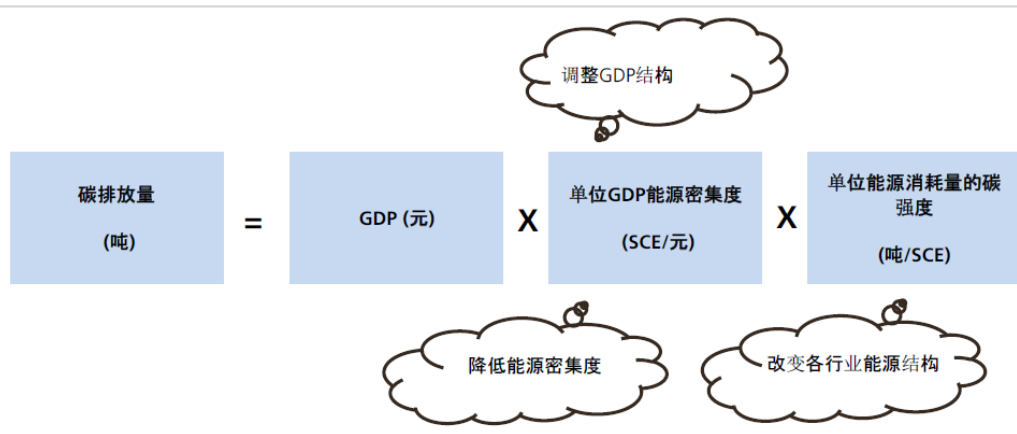 调整GDP结构
碳排放量
(吨)
=
GDP (元)
X
单位GDP能源密集度
(SCE/元)
X
单位能源消耗量的碳
强度
(吨/SCE)
降低能源密集度
改变各行业能源结构